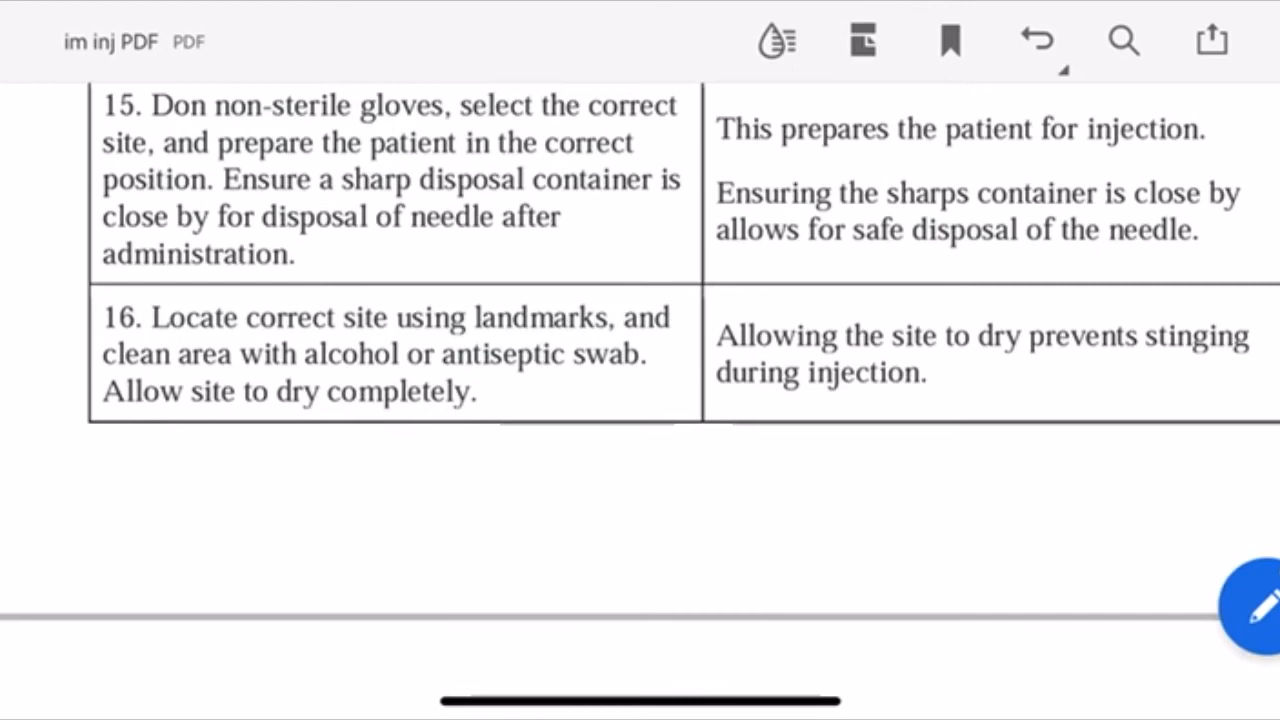 im inj PDF PDF
15. Don non-sterile gloves, select the correct
site, and prepare the patient in the correct
position. Ensure a sharp disposal container is
close by for disposal of needle after
administration.
This prepares the patient for injection.
Ensuring the sharps container is close by
allows for safe disposal of the needle.
16. Locate correct site using landmarks, and
clean area with alcohol or antiseptic swab.
Allow site to dry completely.
Allowing the site to dry prevents stinging
during injection.